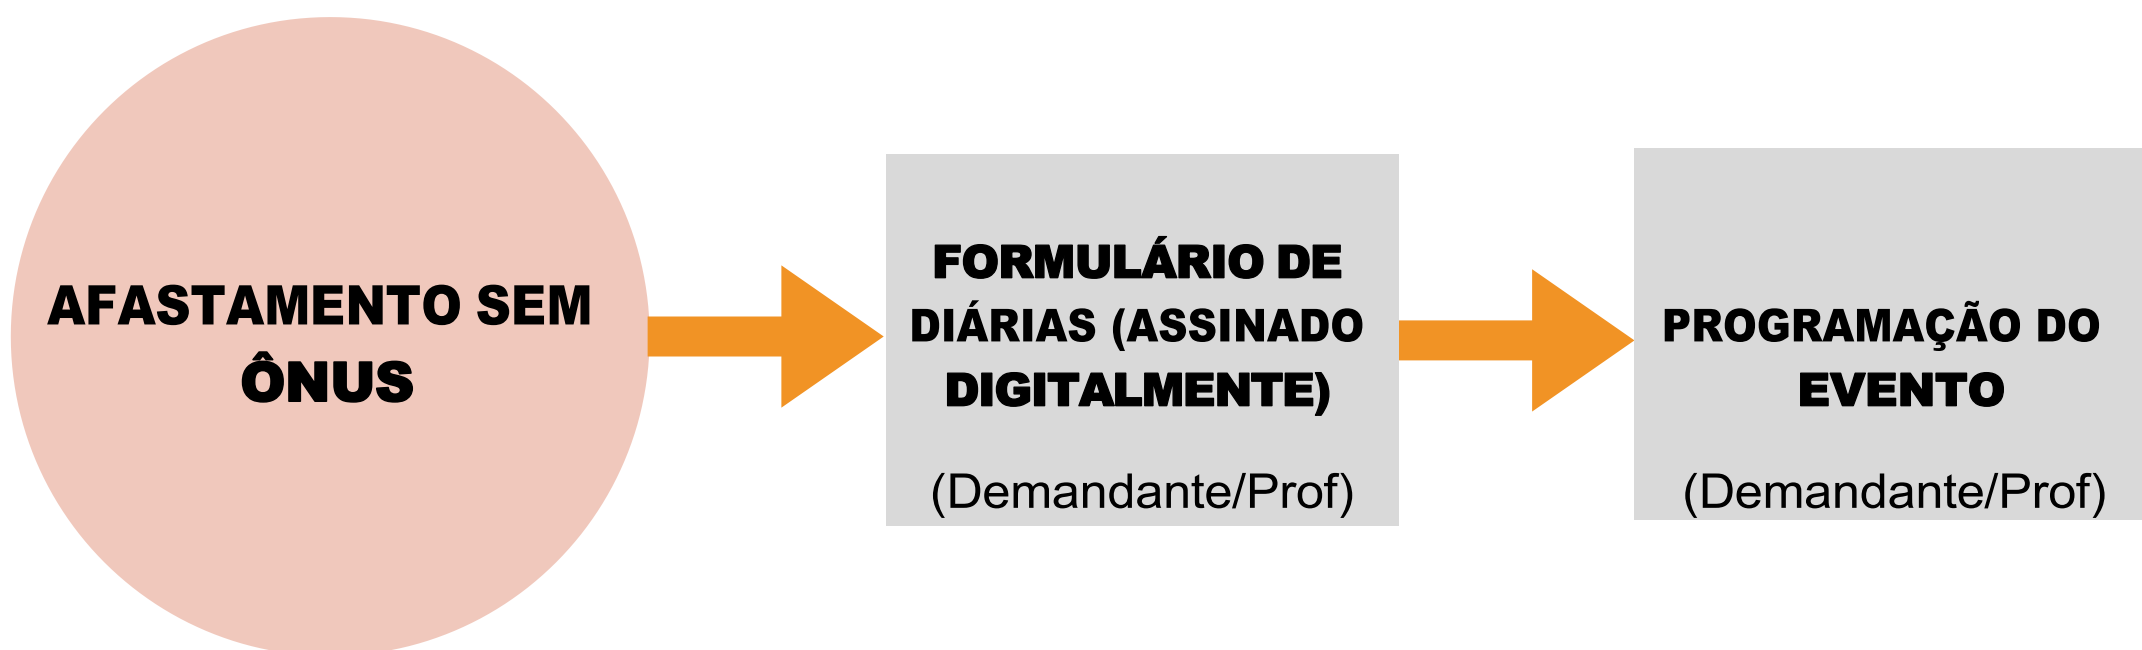 AFASTAMENTO SEM
ÔNUS
FORMULÁRIO DE
DIÁRIAS (ASSINADO
DIGITALMENTE)
(Demandante/Prof)
PROGRAMAÇÃO DO
EVENTO
(Demandante/Prof)